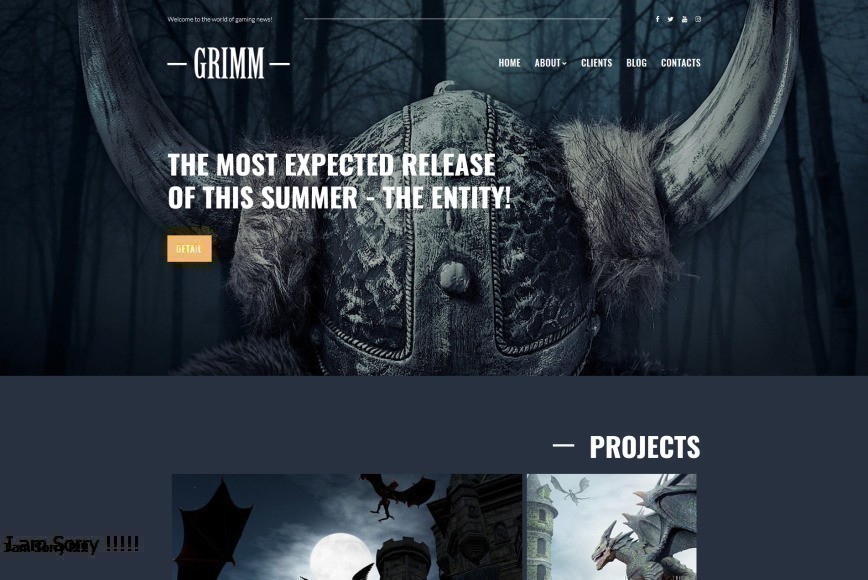 Welcome to the world of gaming news!
GRIMM
HOME ABOUT CLIENTS BLOG CONTACTS
THE MOST EXPECTED RELEASE
OF THIS SUMMER - THE ENTITY!
DETAIL
PROJECTS
I am Sorry !!!!!